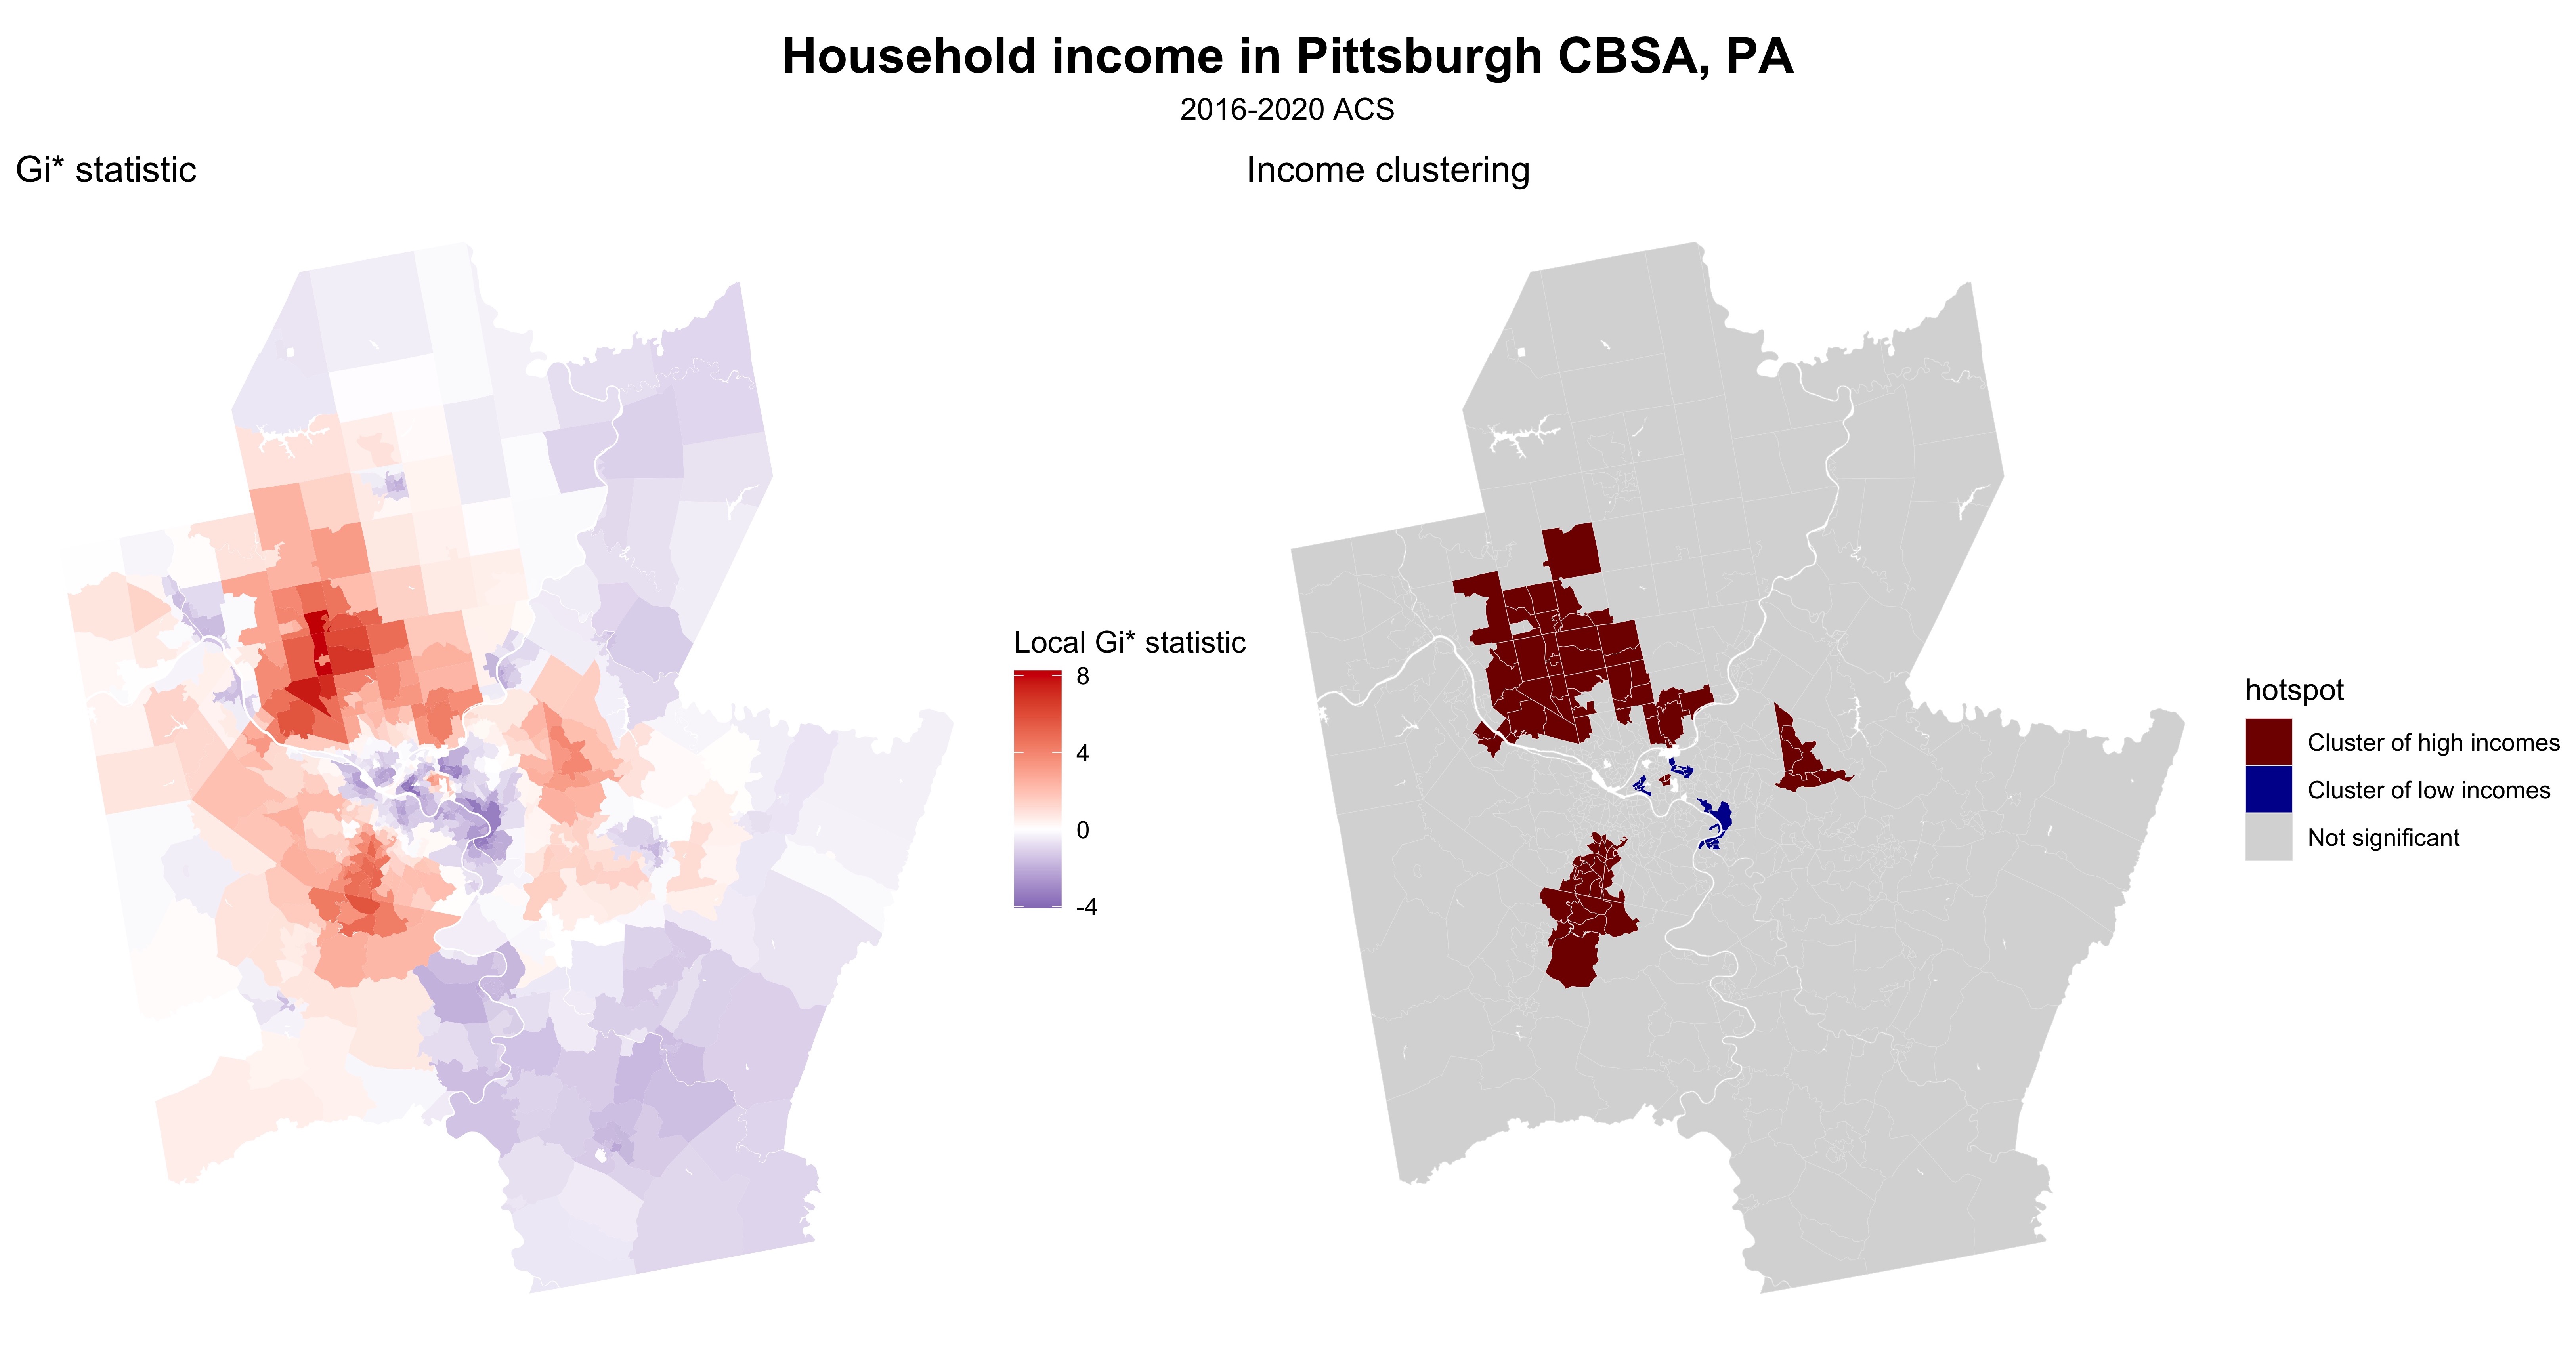 Household income in Pittsburgh CBSA, PA
2016-2020 ACS
Gi* statistic
Income clustering
Local Gi* statistic
8
4
0
-4
hotspot
Cluster of high incomes
Cluster of low incomes
Not significant